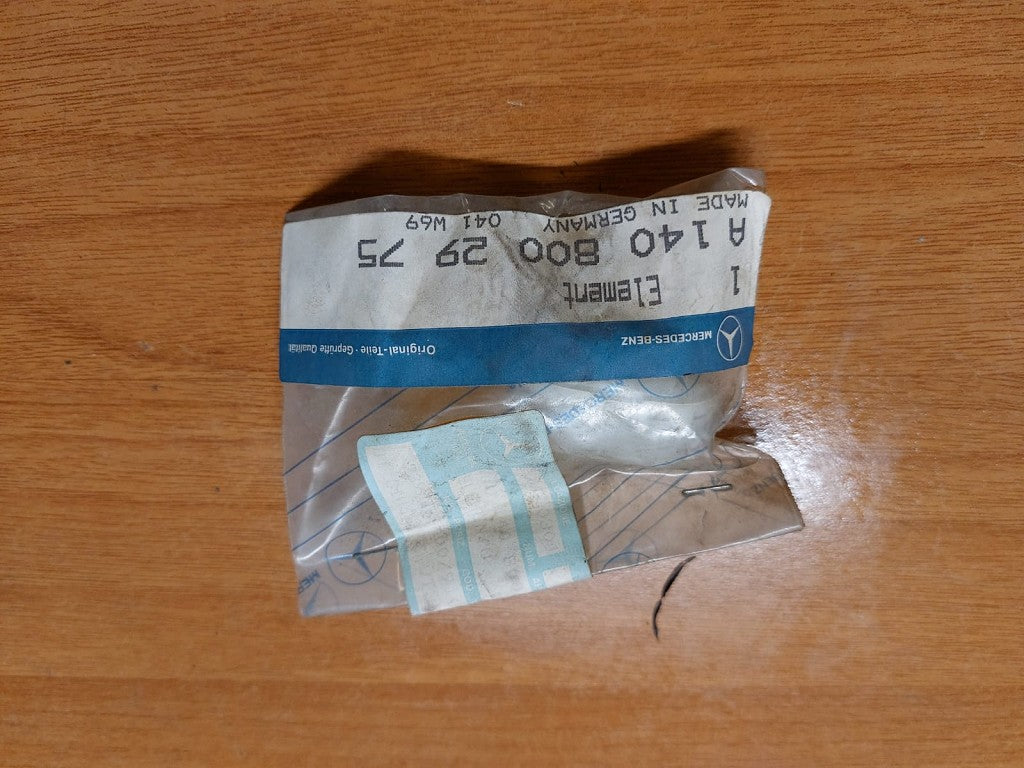 MERCEDES-BENZ Original-Teile · Geprüfte Qualität
1 Element
A 140 800 29 75
MADE IN GERMANY 041 W69